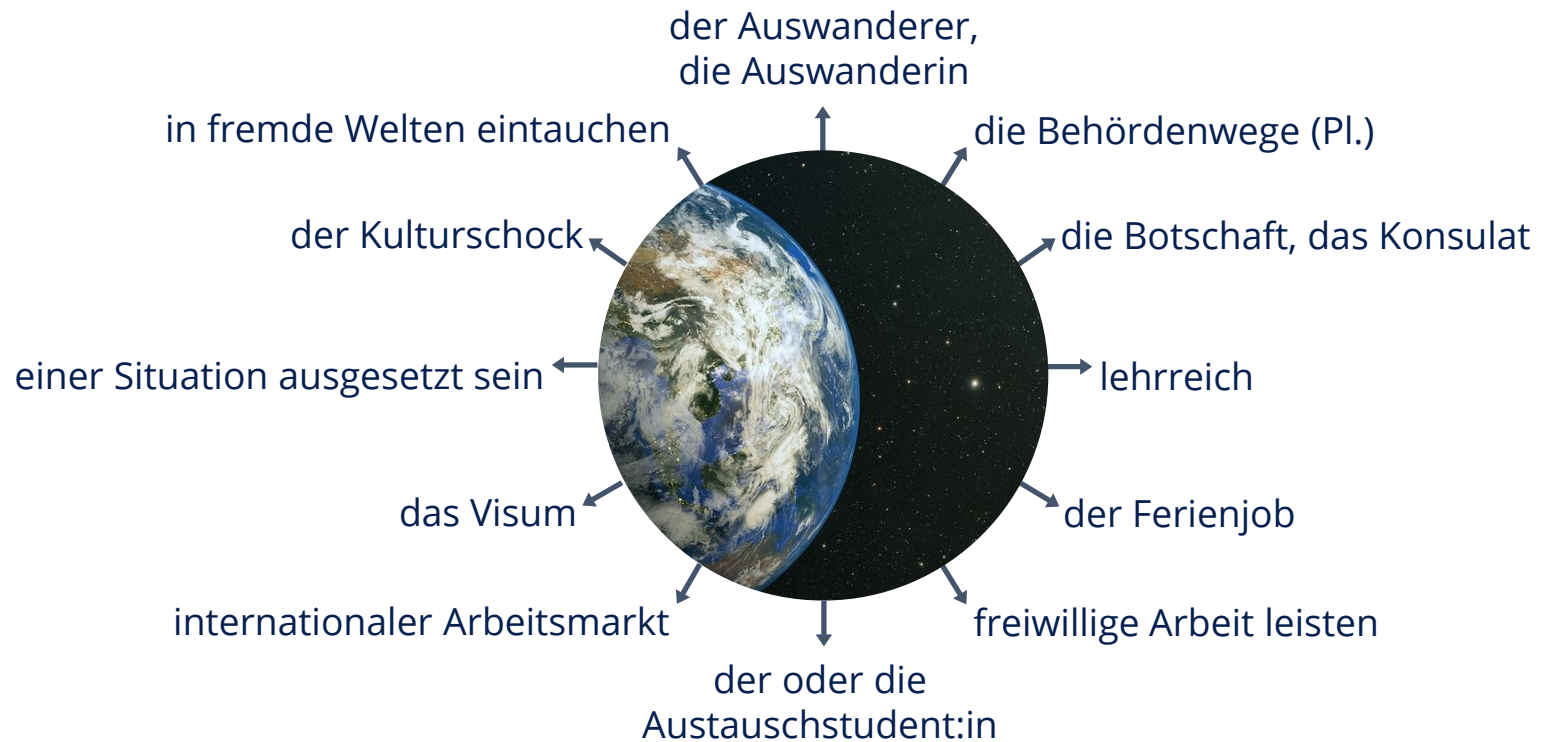 der Auswanderer,
die Auswanderin
in fremde Welten eintauchen
die Behördenwege (Pl.)
der Kulturschock
die Botschaft, das Konsulat
einer Situation ausgesetzt sein
lehrreich
das Visum
der Ferienjob
internationaler Arbeitsmarkt
freiwillige Arbeit leisten
der oder die
Austauschstudent:in